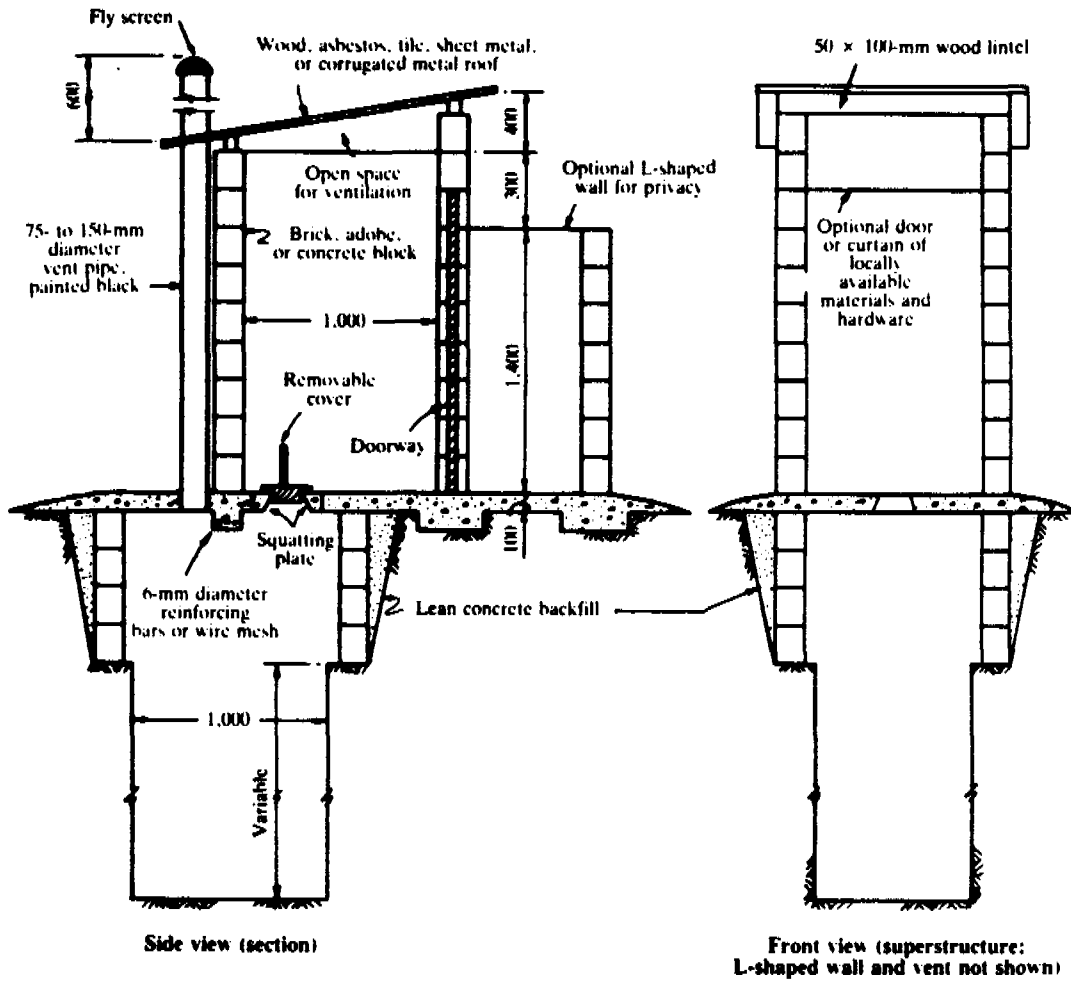 Fly screen
Wood, asbestos, tile, sheet metal,
or corrugated metal roof
50 × 100-mm wood lintel
600
400
Open space
for ventilation
300
Optional L-shaped
wall for privacy
75- to 150-mm
diameter
vent pipe,
painted black
Brick, adobe,
or concrete block
Optional door
or curtain of
locally
available
materials and
hardware
1,000
1,400
Removable
cover
Doorway
Squatting
plate
100
6-mm diameter
reinforcing
bars or wire mesh
Lean concrete backfill
1,000
Variable
Side view (section)
Front view (superstructure;
L-shaped wall and vent not shown)